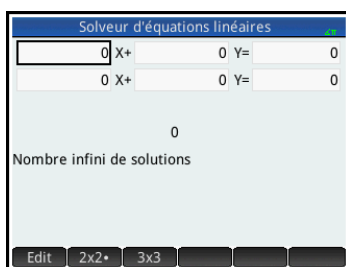 Solveur d'équations linéaires ∡π
0 X+ 0 Y= 0
0 X+ 0 Y= 0
0
Nombre infini de solutions
Edit 2x2• 3x3